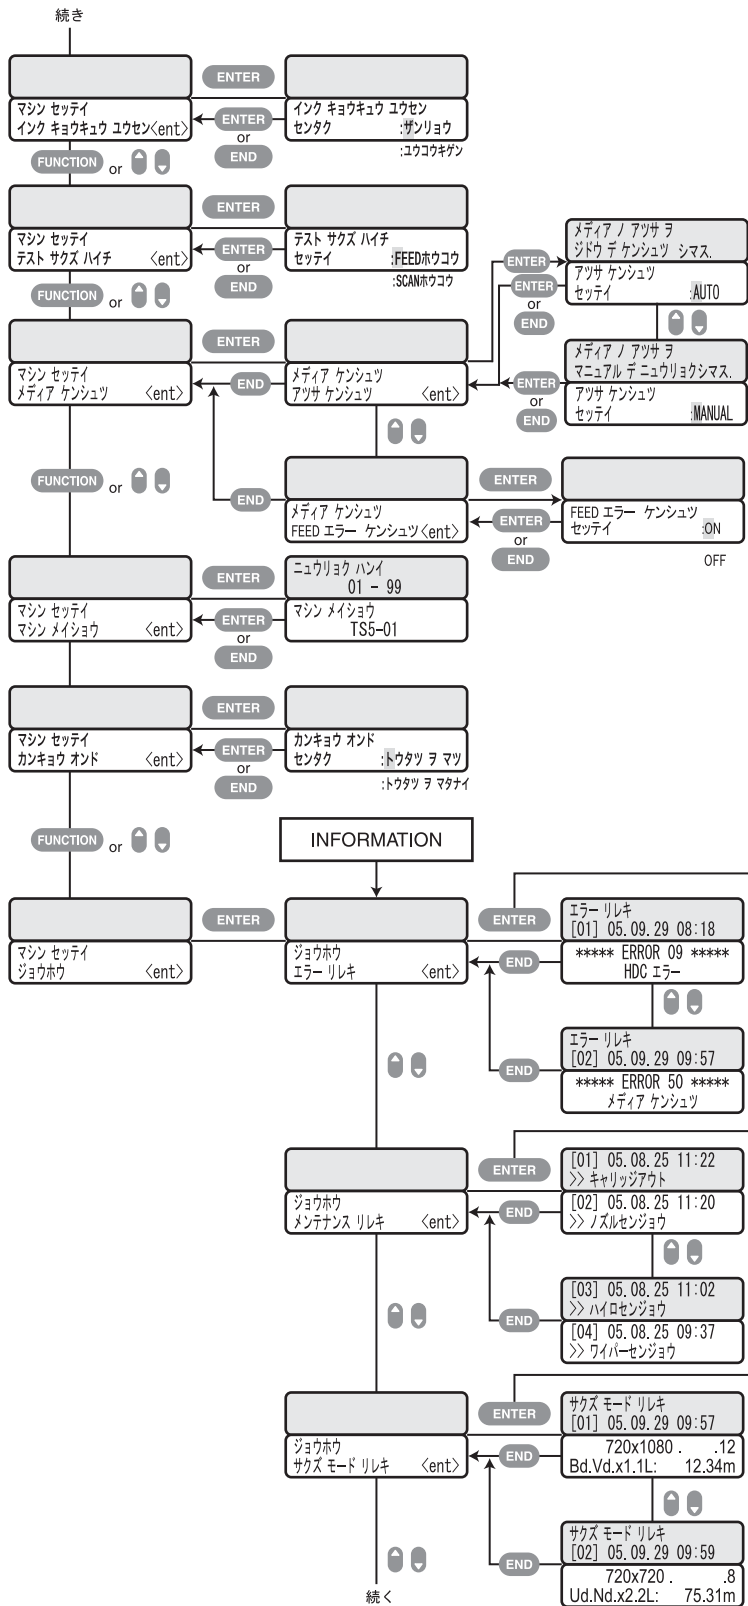 続き
ENTER
マシン セッテイ
インク キョウキュウ ユウセン<ent>
ENTER
or
END
インク キョウキュウ ユウセン
センタク :ザンリョウ
:ユウコウキゲン
FUNCTION or
ENTER
マシン セッテイ
テスト サクズ ハイチ <ent>
ENTER
or
END
テスト サクズ ハイチ
セッテイ :FEEDホウコウ
:SCANホウコウ
FUNCTION or
ENTER
マシン セッテイ
メディア ケンシュツ <ent>
END
メディア ケンシュツ
アツサ ケンシュツ <ent>
ENTER
ENTER
or
END
メディア ノ アツサ ヲ
ジドウ デ ケンシュツ シマス.
アツサ ケンシュツ
セッテイ :AUTO
ENTER
or
END
メディア ノ アツサ ヲ
マニュアル デ ニュウリョクシマス.
アツサ ケンシュツ
セッテイ :MANUAL
FUNCTION or
END
メディア ケンシュツ
FEED エラー ケンシュツ<ent>
ENTER
ENTER
or
END
FEED エラー ケンシュツ
セッテイ :ON
OFF
ENTER
マシン セッテイ
マシン メイショウ <ent>
ENTER
or
END
ニュウリョク ハンイ
01 - 99
マシン メイショウ
TS5-01
ENTER
マシン セッテイ
カンキョウ オンド <ent>
ENTER
or
END
カンキョウ オンド
センタク :トウタツ ヲ マツ
:トウタツ ヲ マタナイ
FUNCTION or
INFORMATION
ENTER
マシン セッテイ
ジョウホウ <ent>
ジョウホウ
エラー リレキ <ent>
ENTER
END
エラー リレキ
[01] 05.09.29 08:18
***** ERROR 09 *****
HDC エラー
END
エラー リレキ
[02] 05.09.29 09:57
***** ERROR 50 *****
メディア ケンシュツ
ジョウホウ
メンテナンス リレキ <ent>
ENTER
END
[01] 05.08.25 11:22
>> キャリッジアウト
[02] 05.08.25 11:20
>> ノズルセンジョウ
END
[03] 05.08.25 11:02
>> ハイロセンジョウ
[04] 05.08.25 09:37
>> ワイパーセンジョウ
ジョウホウ
サクズ モード リレキ <ent>
ENTER
END
サクズ モード リレキ
[01] 05.09.29 09:57
720x1080 . .12
Bd.Vd.x1.1L: 12.34m
END
サクズ モード リレキ
[02] 05.09.29 09:59
720x720 . .8
Ud.Nd.x2.2L: 75.31m
続く